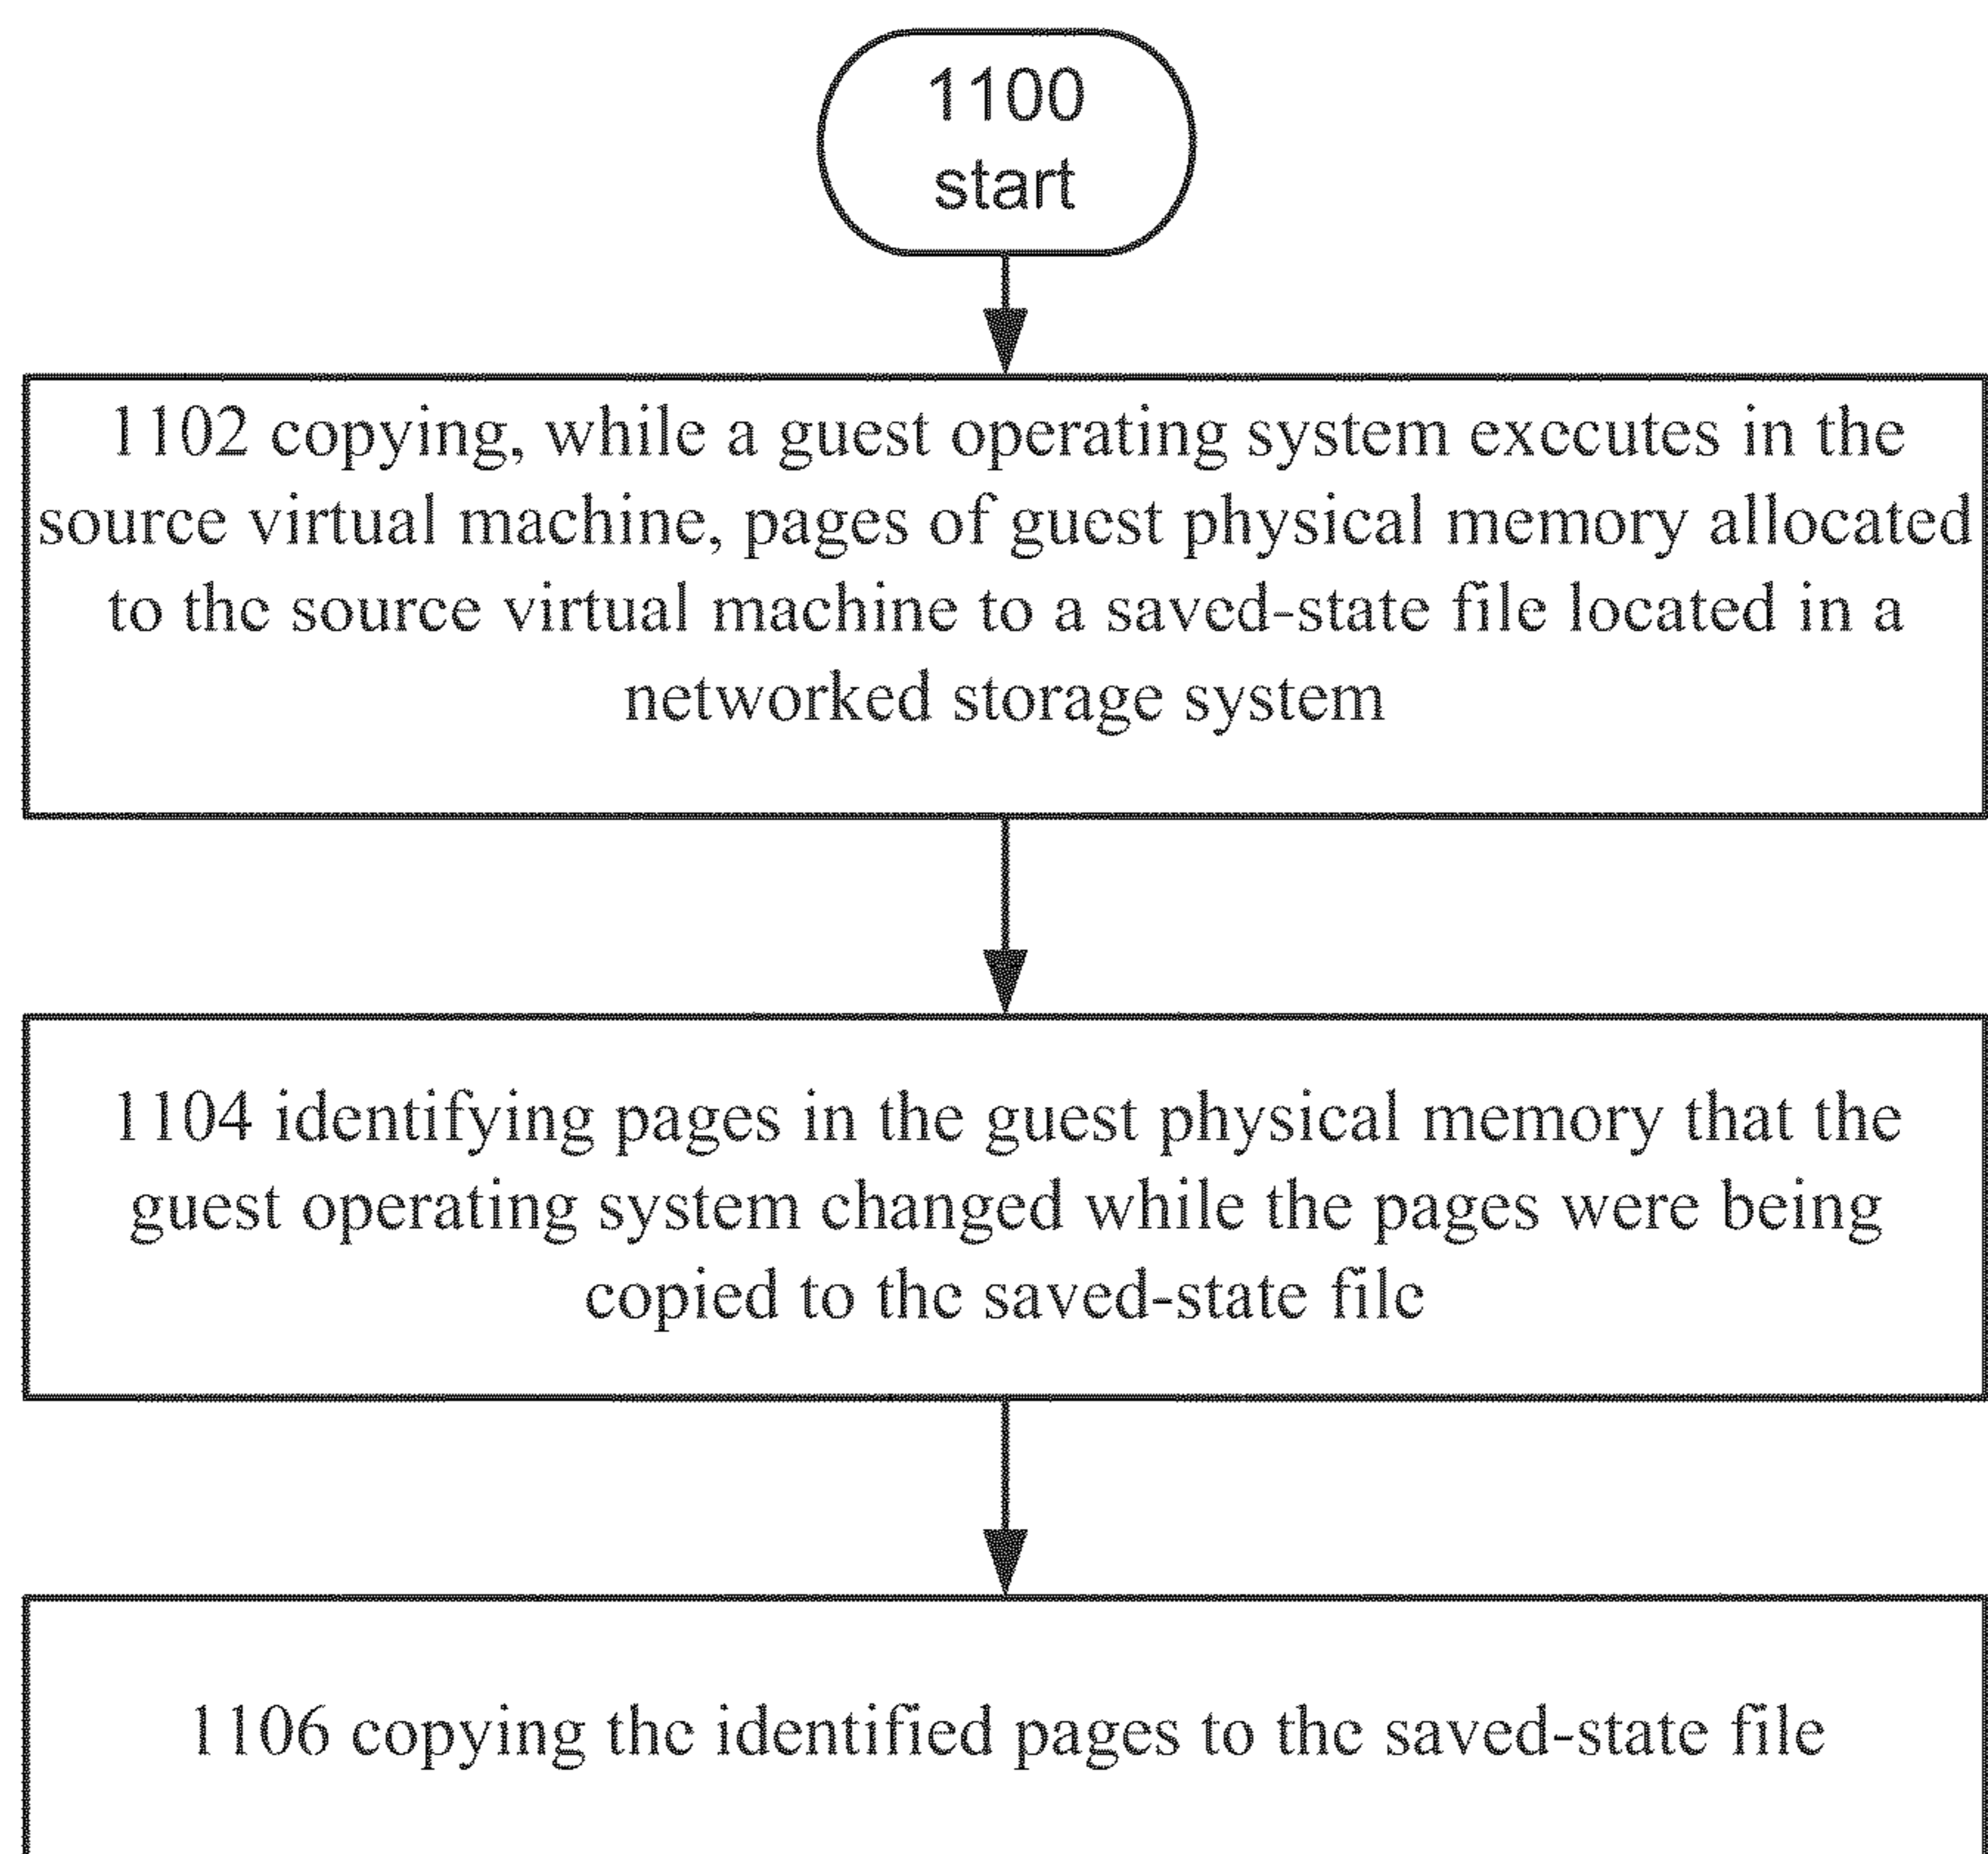 1100
start
1102 copying, while a guest operating system executes in the
source virtual machine, pages of guest physical memory allocated
to the source virtual machine to a saved-state file located in a
networked storage system
1104 identifying pages in the guest physical memory that the
guest operating system changed while the pages were being
copied to the saved-state file
1106 copying the identified pages to the saved-state file